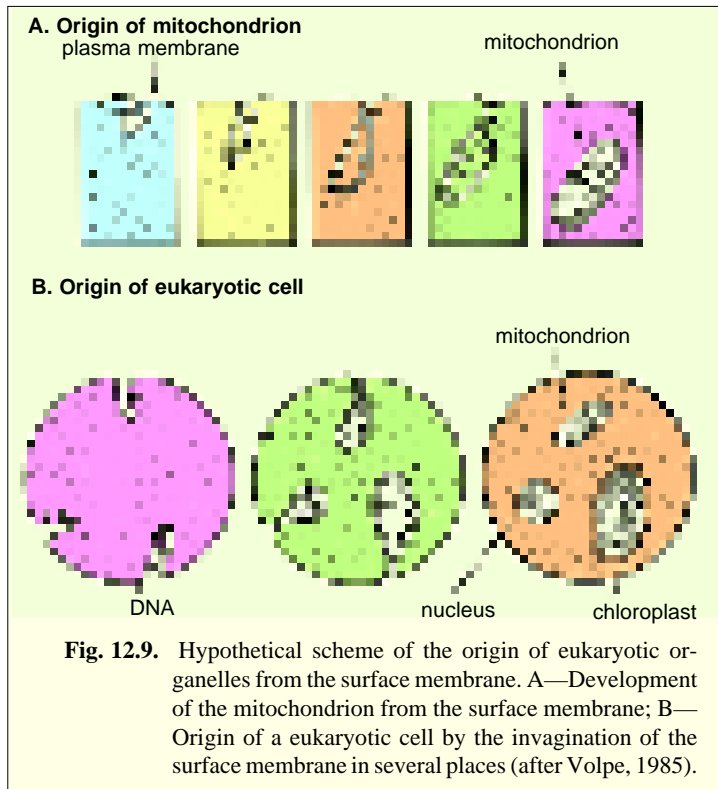 A. Origin of mitochondrion
plasma membrane
mitochondrion
B. Origin of eukaryotic cell
mitochondrion
DNA
nucleus
chloroplast
Fig. 12.9. Hypothetical scheme of the origin of eukaryotic or-
ganelles from the surface membrane. A—Development
of the mitochondrion from the surface membrane; B—
Origin of a eukaryotic cell by the invagination of the
surface membrane in several places (after Volpe, 1985).